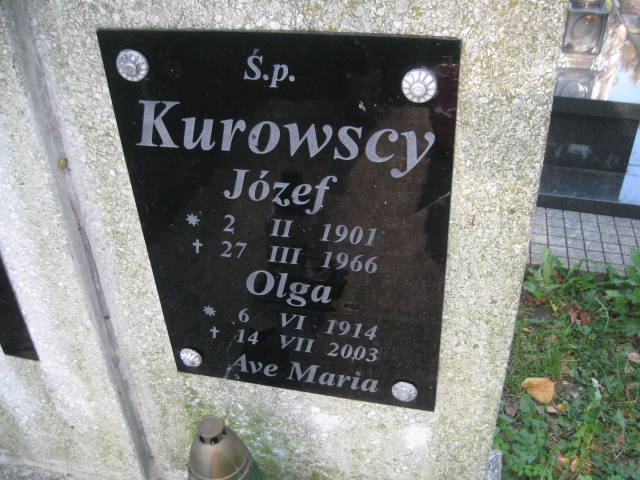 Ś.p.
Kurowscy
Józef
* 2 II 1901
✝ 27 III 1966
Olga
* 6 VI 1914
✝ 14 VII 2003
Ave Maria